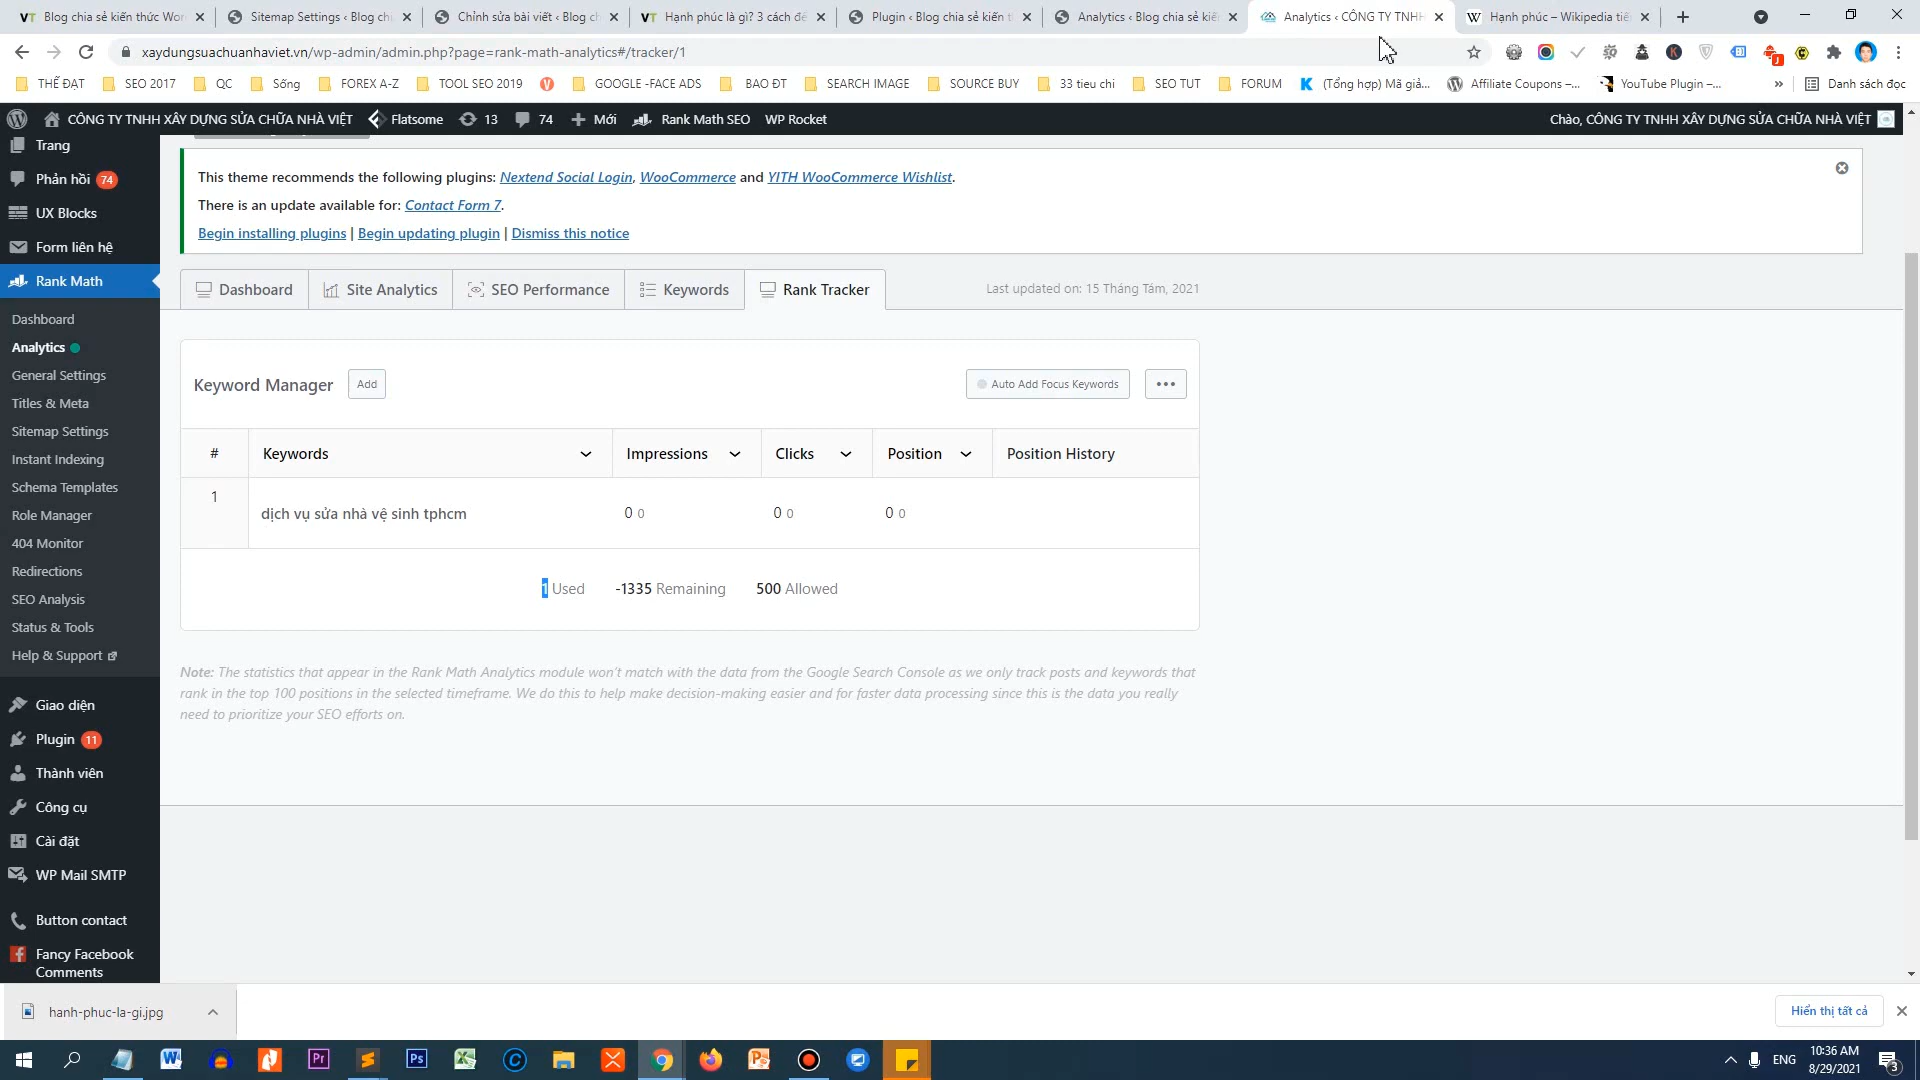 Blog chia sẻ kiến thức Wor
Sitemap Settings ‹ Blog chi
Chỉnh sửa bài viết ‹ Blog c
Hạnh phúc là gì? 3 cách để
Plugin ‹ Blog chia sẻ kiến t
Analytics ‹ Blog chia sẻ kiế
Analytics ‹ CÔNG TY TNHH
Hạnh phúc – Wikipedia tiế
xaydungsuachuanhaviet.vn/wp-admin/admin.php?page=rank-math-analytics#/tracker/1
THẾ ĐẠT
SEO 2017
QC
Sống
FOREX A-Z
TOOL SEO 2019
GOOGLE -FACE ADS
BAO ĐT
SEARCH IMAGE
SOURCE BUY
33 tieu chi
SEO TUT
FORUM
(Tổng hợp) Mã giả...
Affiliate Coupons –...
YouTube Plugin –...
»
Danh sách đọc
CÔNG TY TNHH XÂY DỰNG SỬA CHỮA NHÀ VIỆT
Flatsome
13
74
Mới
Rank Math SEO
WP Rocket
Chào, CÔNG TY TNHH XÂY DỰNG SỬA CHỮA NHÀ VIỆT
Trang
Phản hồi 74
UX Blocks
Form liên hệ
Rank Math
Dashboard
Analytics
General Settings
Titles & Meta
Sitemap Settings
Instant Indexing
Schema Templates
Role Manager
404 Monitor
Redirections
SEO Analysis
Status & Tools
Help & Support
Giao diện
Plugin 11
Thành viên
Công cụ
Cài đặt
WP Mail SMTP
Button contact
Fancy Facebook
Comments
This theme recommends the following plugins: Nextend Social Login, WooCommerce and YITH WooCommerce Wishlist.
There is an update available for: Contact Form 7.
Begin installing plugins | Begin updating plugin | Dismiss this notice
Dashboard
Site Analytics
SEO Performance
Keywords
Rank Tracker
Last updated on: 15 Tháng Tám, 2021
Keyword Manager
Add
Auto Add Focus Keywords
# Keywords Impressions Clicks Position Position History
1 dịch vụ sửa nhà vệ sinh tphcm 0 0 0 0 0 0
1 Used -1335 Remaining 500 Allowed
Note: The statistics that appear in the Rank Math Analytics module won't match with the data from the Google Search Console as we only track posts and keywords that
rank in the top 100 positions in the selected timeframe. We do this to help make decision-making easier and for faster data processing since this is the data you really
need to prioritize your SEO efforts on.
hanh-phuc-la-gi.jpg
Hiển thị tất cả
ENG
10:36 AM
8/29/2021
3